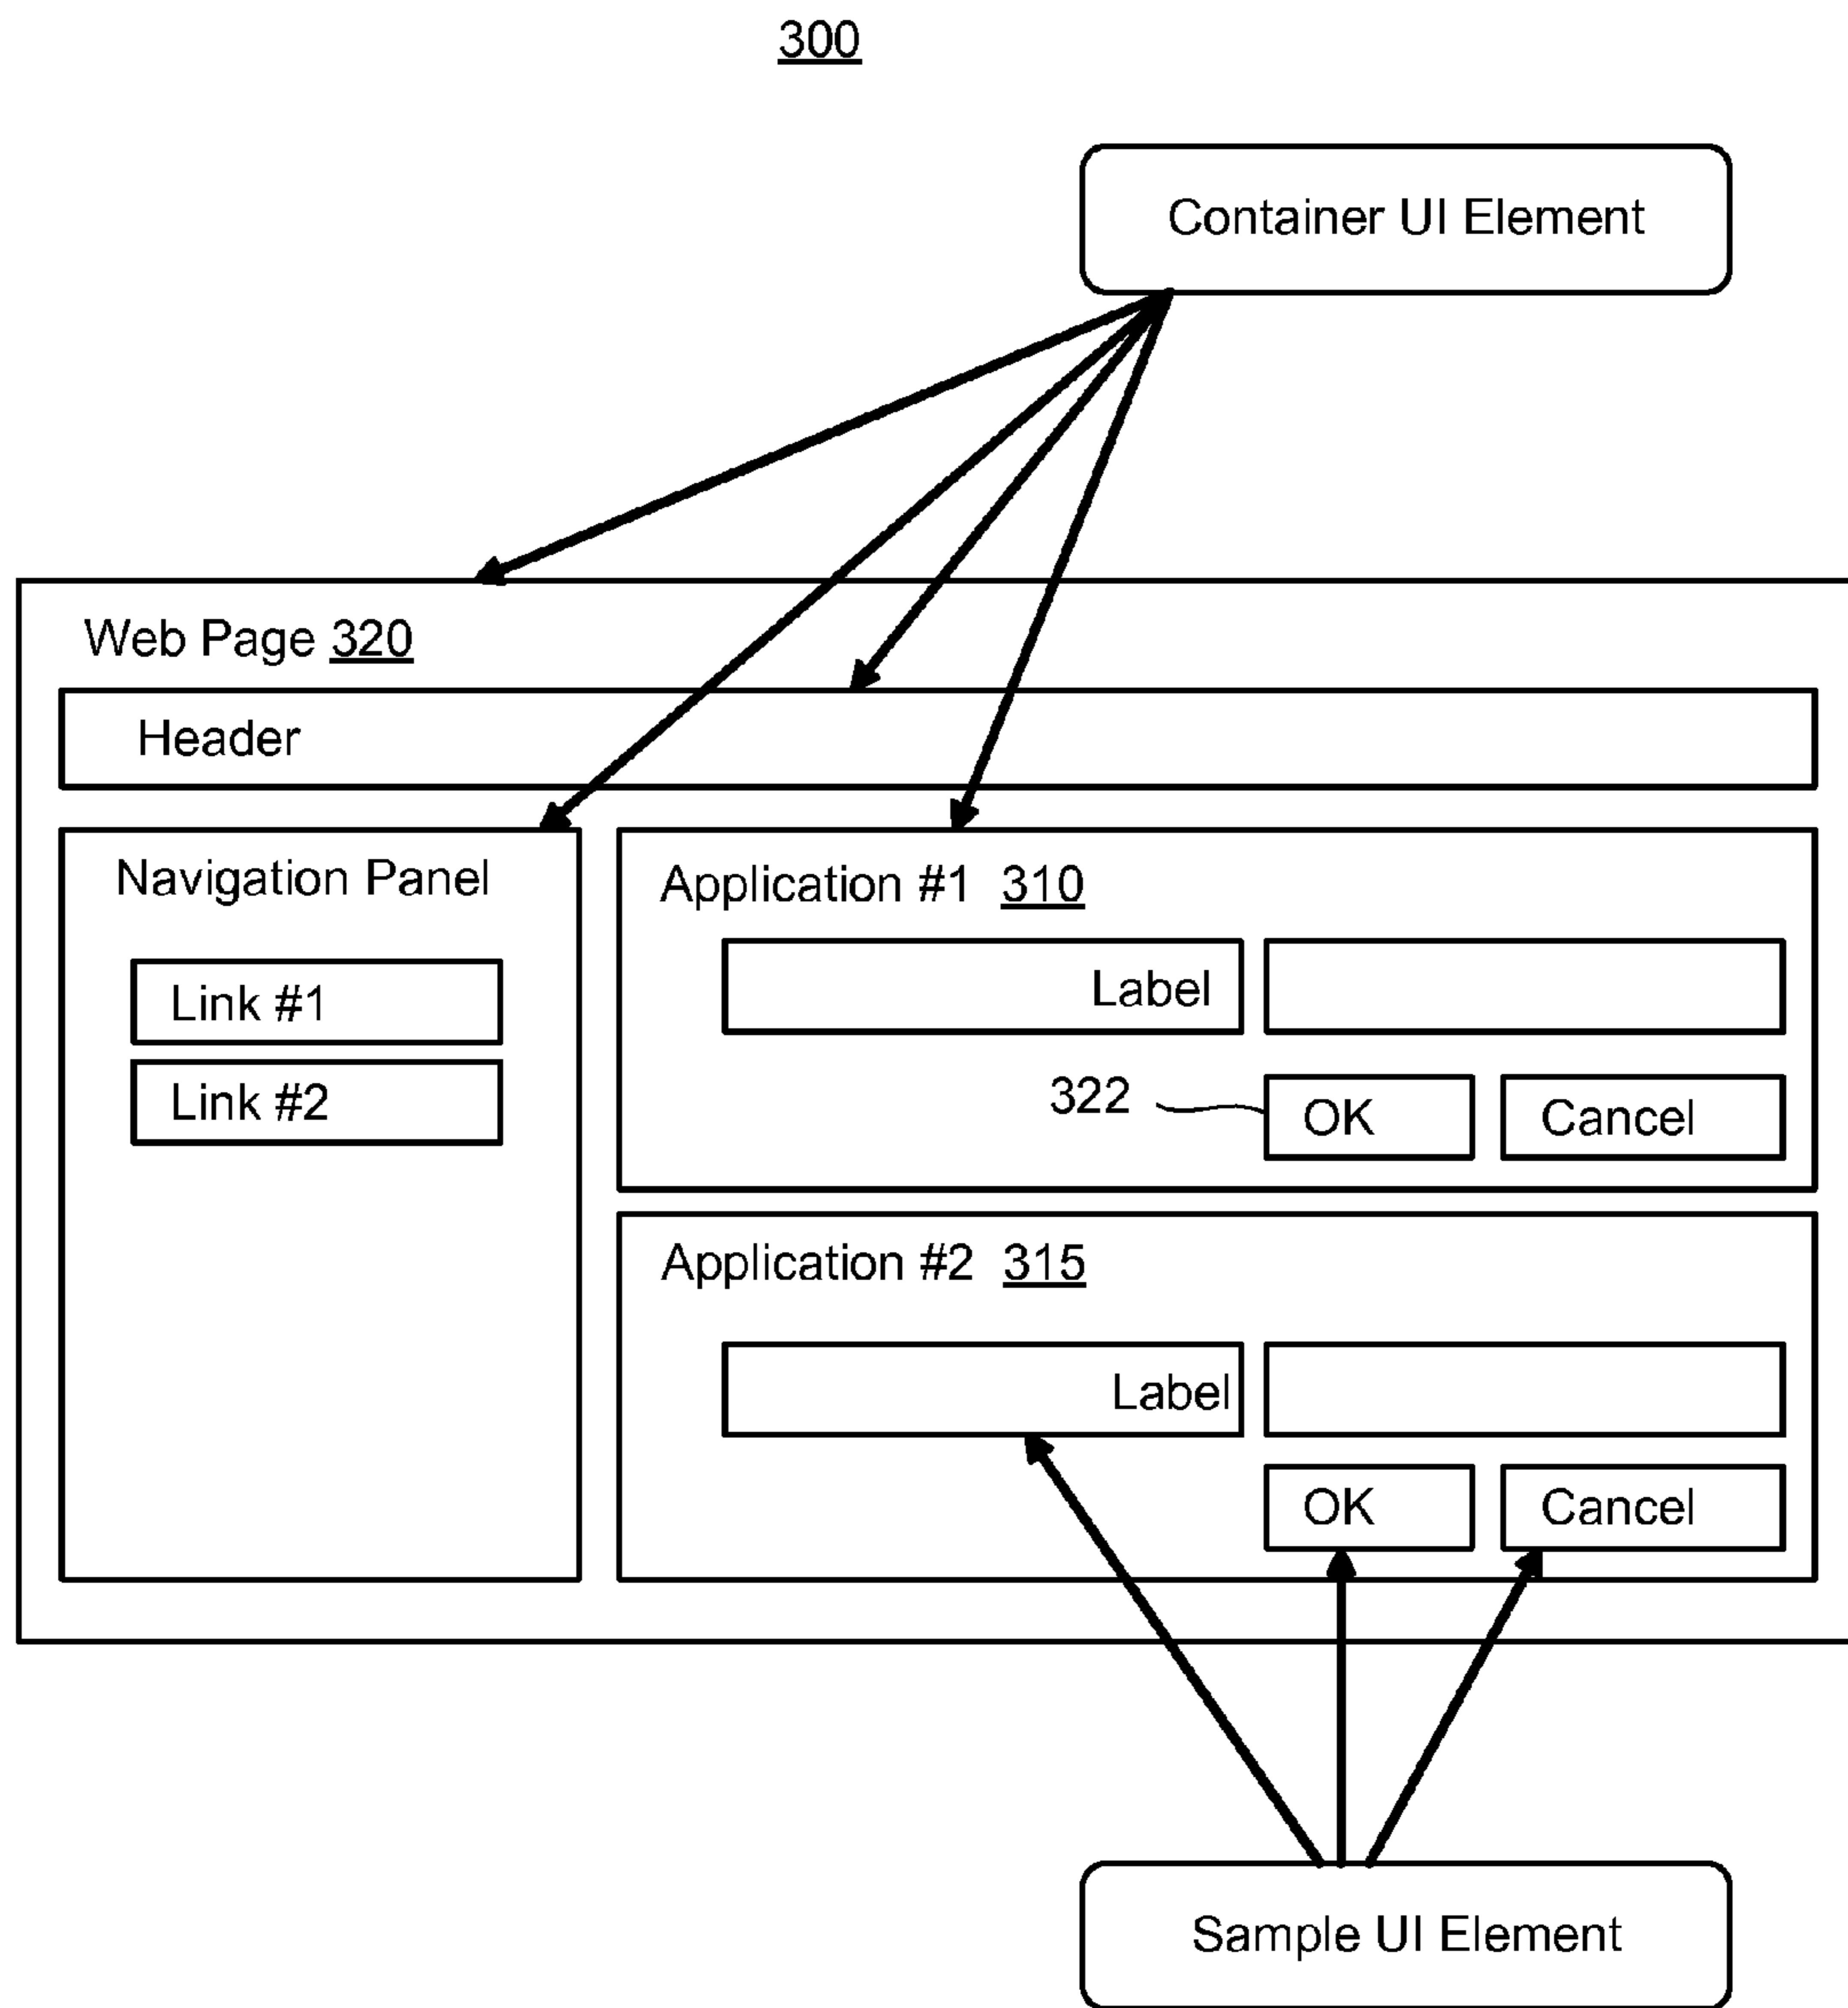 300
Container UI Element
Web Page 320
Header
Navigation Panel
Link #1
Link #2
Application #1 310
Label
322
OK
Cancel
Application #2 315
Label
OK
Cancel
Sample UI Element